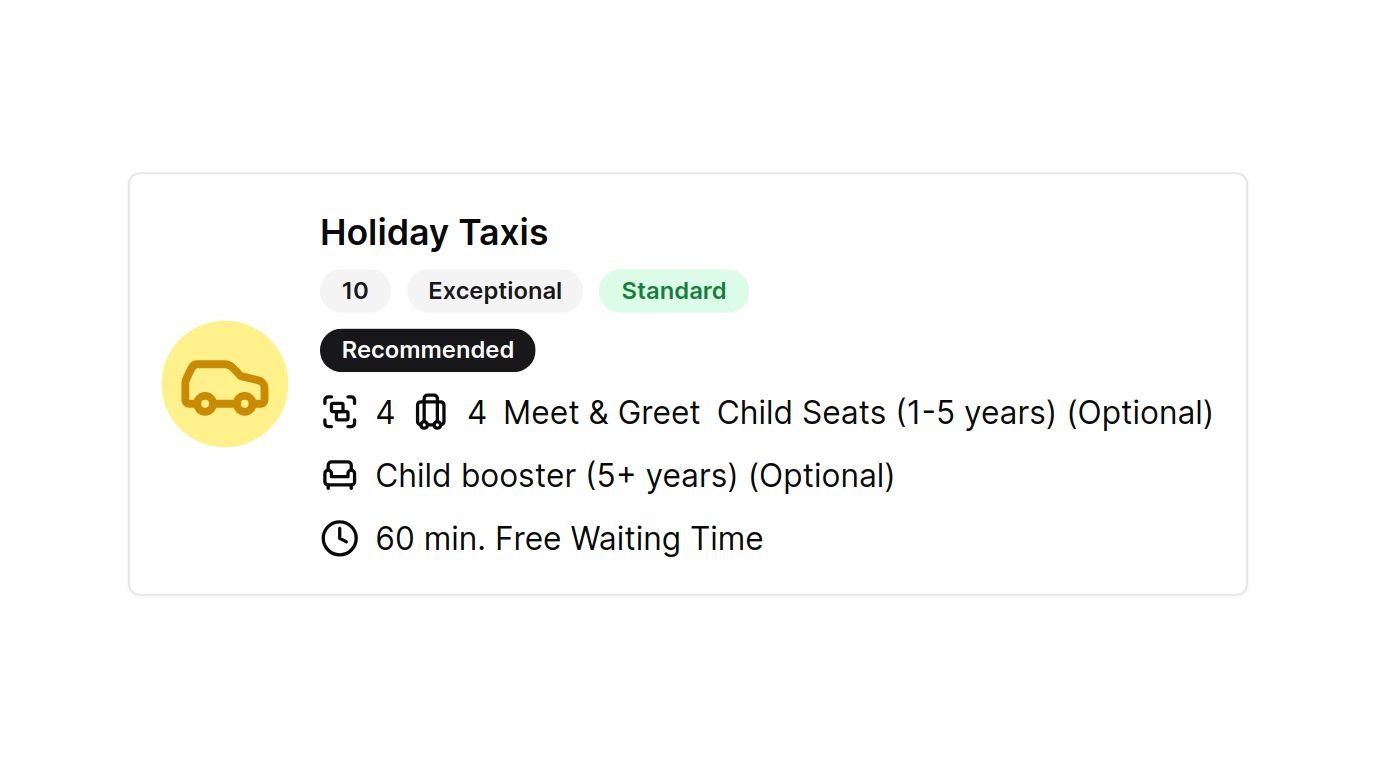 Holiday Taxis
10 Exceptional Standard
Recommended
4 4 Meet & Greet Child Seats (1-5 years) (Optional)
Child booster (5+ years) (Optional)
60 min. Free Waiting Time